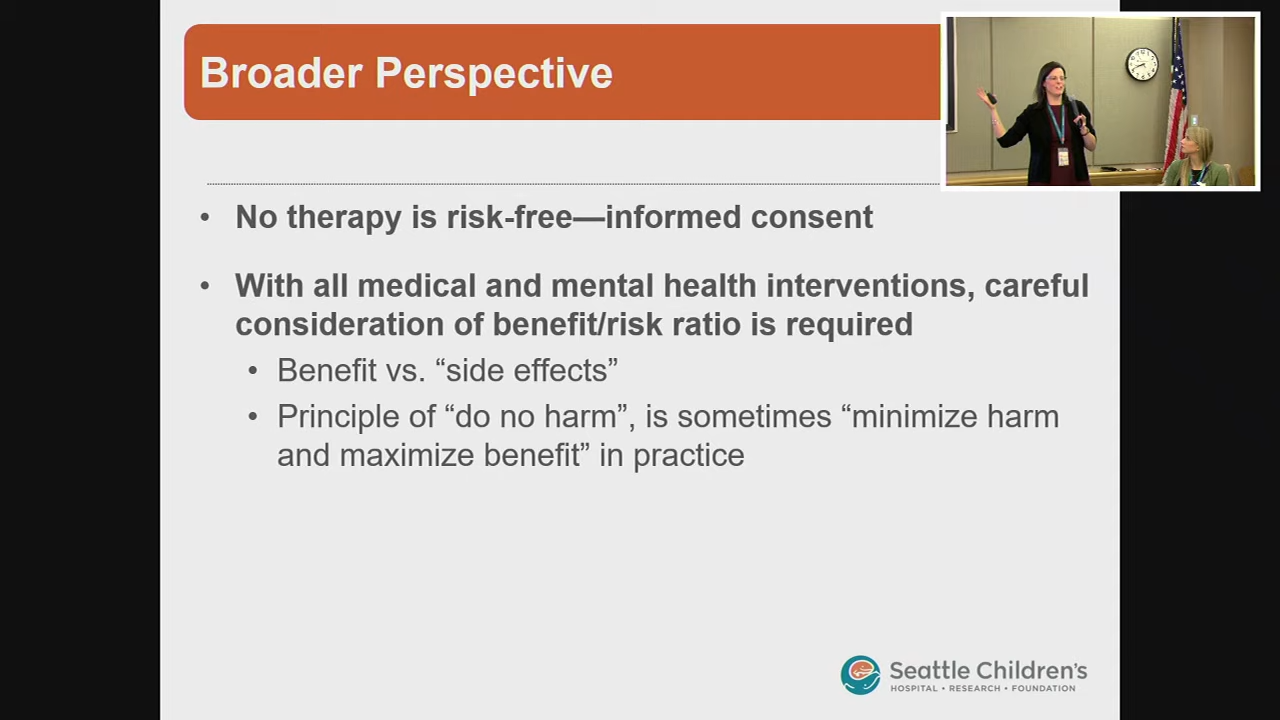 Broader Perspective
• No therapy is risk-free—informed consent
• With all medical and mental health interventions, careful
consideration of benefit/risk ratio is required
• Benefit vs. “side effects”
• Principle of “do no harm”, is sometimes “minimize harm
and maximize benefit” in practice
Seattle Children's
HOSPITAL • RESEARCH • FOUNDATION